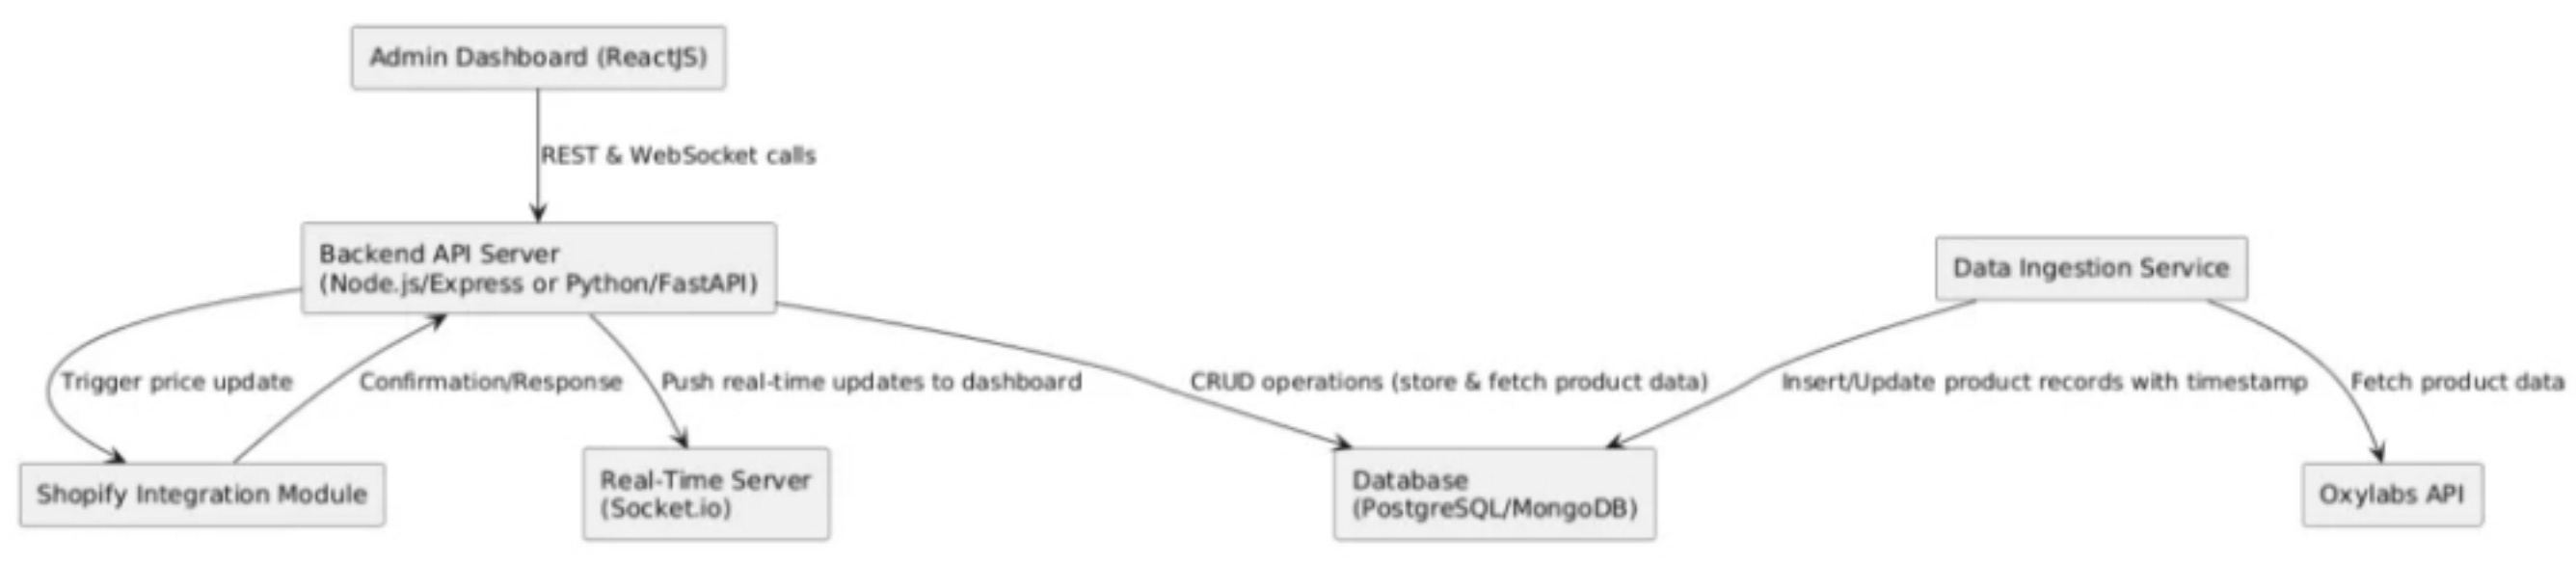 Admin Dashboard (ReactJS)
REST & WebSocket calls
Backend API Server
(Node.js/Express or Python/FastAPI)
Data Ingestion Service
Trigger price update
Confirmation/Response
Push real-time updates to dashboard
CRUD operations (store & fetch product data)
Insert/Update product records with timestamp
Fetch product data
Shopify Integration Module
Real-Time Server
(Socket.io)
Database
(PostgreSQL/MongoDB)
Oxylabs API